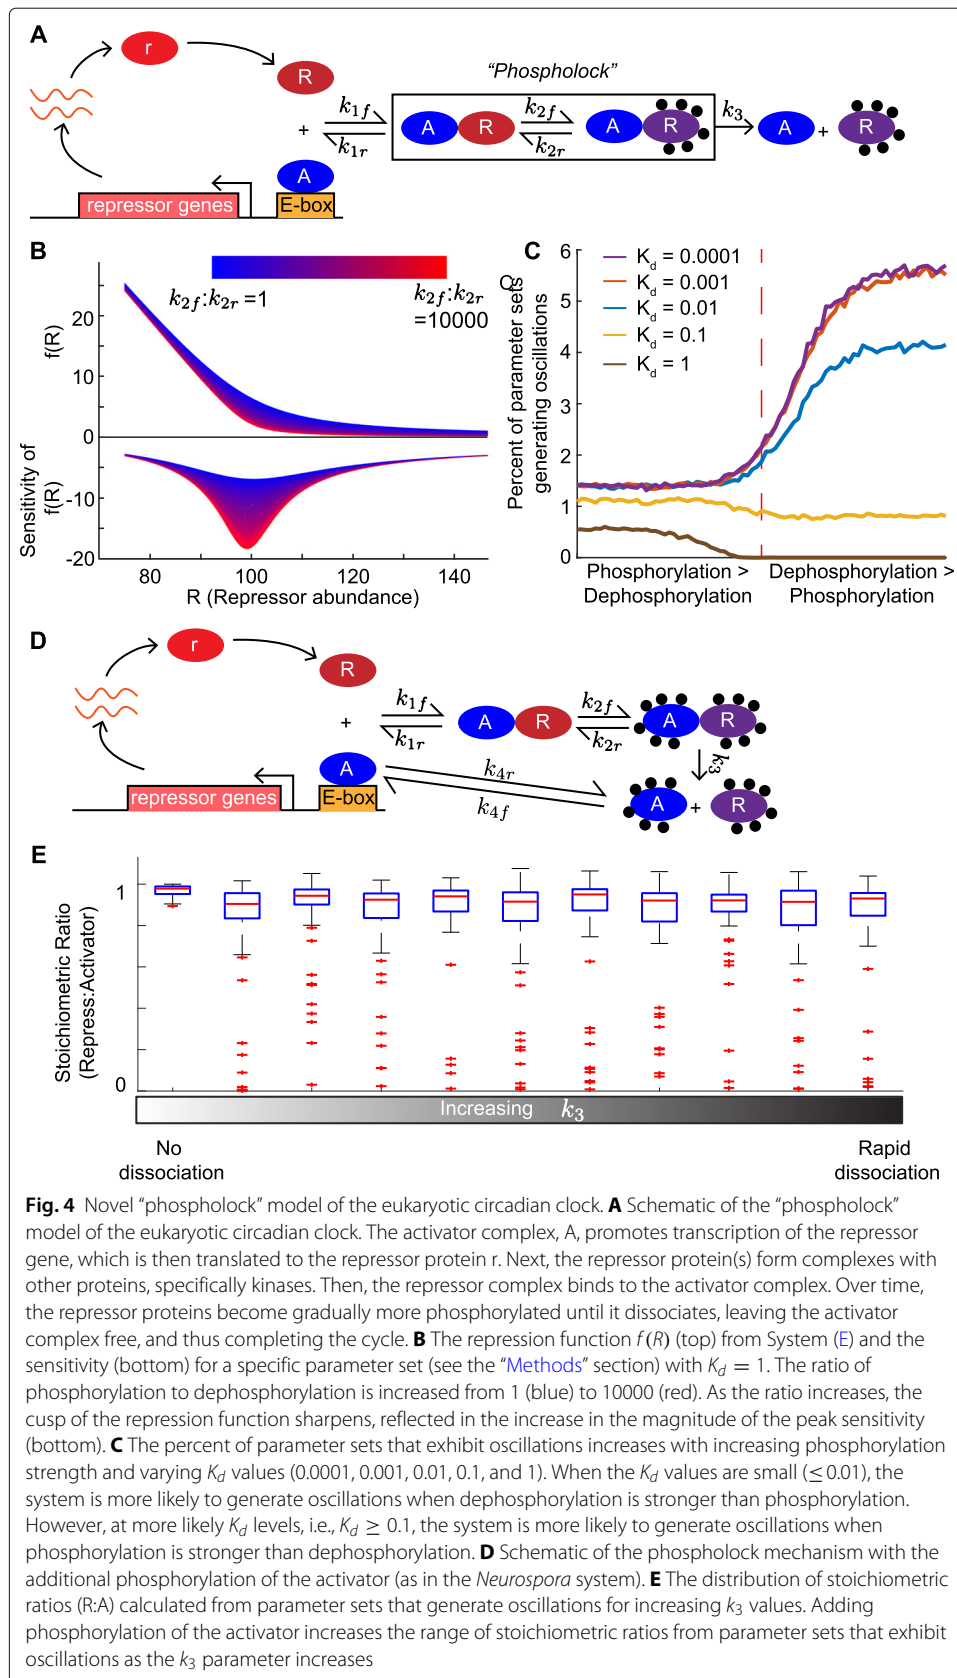 A
r
R
"Phospholock"
+
k1f
k1r
A
R
k2f
k2r
A
R
k3
A
+
R
A
repressor genes
E-box
B
k2f:k2r =1
k2f:k2r
=10000
f(R)
20
10
0
Sensitivity of
f(R)
-10
-20
80
100
120
140
R (Repressor abundance)
C
Q
Percent of parameter sets
generating oscillations
6
5
4
3
2
1
0
Kd = 0.0001
Kd = 0.001
Kd = 0.01
Kd = 0.1
Kd = 1
Phosphorylation >
Dephosphorylation
Dephosphorylation >
Phosphorylation
D
r
R
+
k1f
k1r
A
R
k2f
k2r
A
R
k3
A
k4r
k4f
A
+
R
repressor genes
E-box
E
Stoichiometric Ratio
(Repress:Activator)
1
0
Increasing k3
No
dissociation
Rapid
dissociation
Fig. 4 Novel "phospholock" model of the eukaryotic circadian clock. A Schematic of the "phospholock"
model of the eukaryotic circadian clock. The activator complex, A, promotes transcription of the repressor
gene, which is then translated to the repressor protein r. Next, the repressor protein(s) form complexes with
other proteins, specifically kinases. Then, the repressor complex binds to the activator complex. Over time,
the repressor proteins become gradually more phosphorylated until it dissociates, leaving the activator
complex free, and thus completing the cycle. B The repression function f(R) (top) from System (E) and the
sensitivity (bottom) for a specific parameter set (see the "Methods" section) with Kd = 1. The ratio of
phosphorylation to dephosphorylation is increased from 1 (blue) to 10000 (red). As the ratio increases, the
cusp of the repression function sharpens, reflected in the increase in the magnitude of the peak sensitivity
(bottom). C The percent of parameter sets that exhibit oscillations increases with increasing phosphorylation
strength and varying Kd values (0.0001, 0.001, 0.01, 0.1, and 1). When the Kd values are small (≤0.01), the
system is more likely to generate oscillations when dephosphorylation is stronger than phosphorylation.
However, at more likely Kd levels, i.e., Kd ≥ 0.1, the system is more likely to generate oscillations when
phosphorylation is stronger than dephosphorylation. D Schematic of the phospholock mechanism with the
additional phosphorylation of the activator (as in the Neurospora system). E The distribution of stoichiometric
ratios (R:A) calculated from parameter sets that generate oscillations for increasing k3 values. Adding
phosphorylation of the activator increases the range of stoichiometric ratios from parameter sets that exhibit
oscillations as the k3 parameter increases